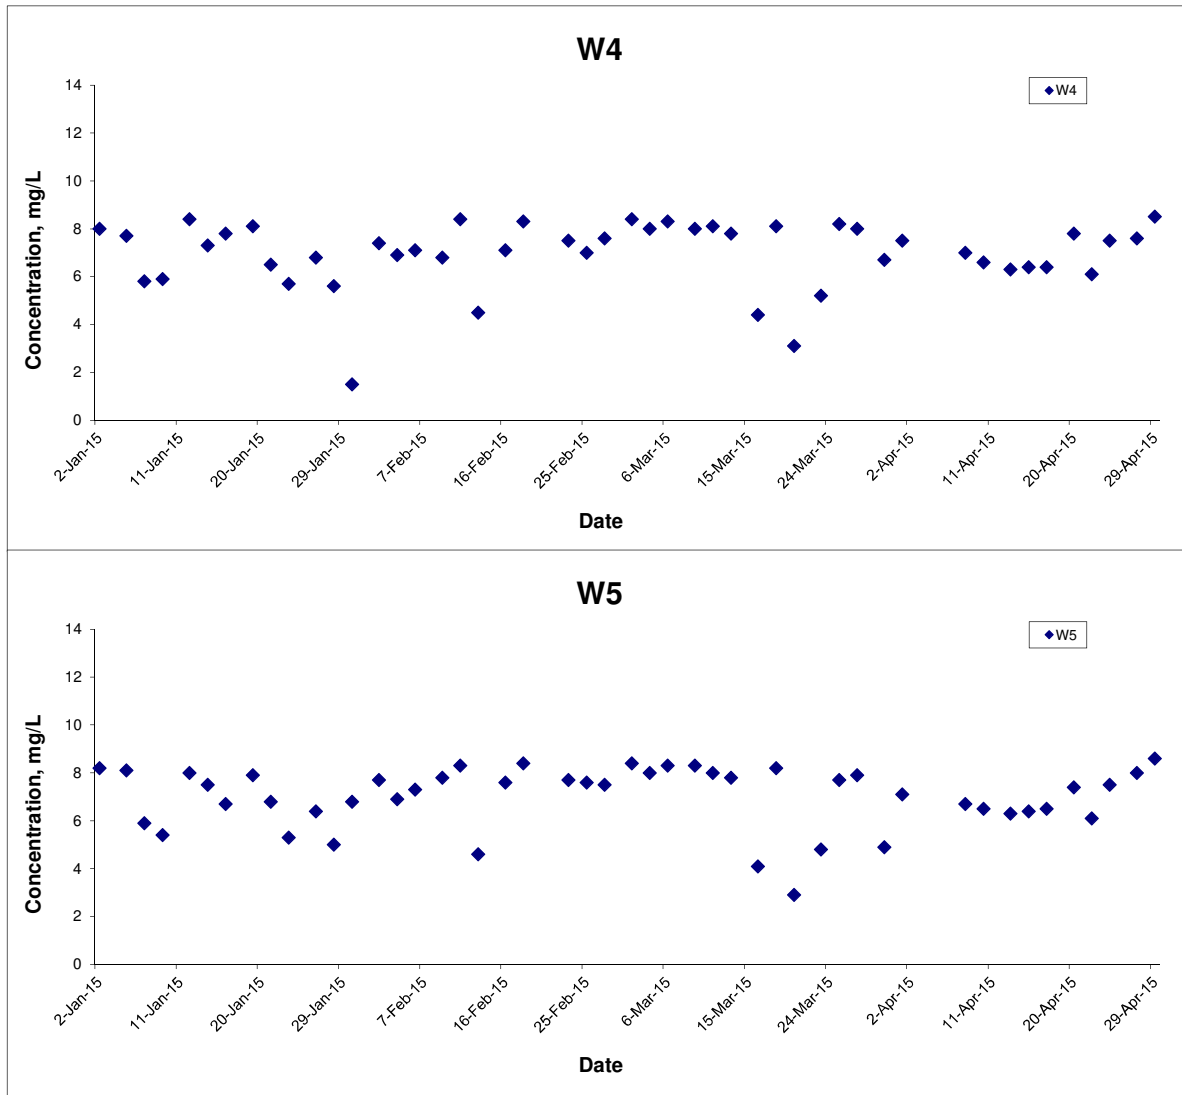 W4
W4
Concentration, mg/L
14
12
10
8
6
4
2
0
2-Jan-15
11-Jan-15
20-Jan-15
29-Jan-15
7-Feb-15
16-Feb-15
25-Feb-15
6-Mar-15
15-Mar-15
24-Mar-15
2-Apr-15
11-Apr-15
20-Apr-15
29-Apr-15
Date
W5
W5
Concentration, mg/L
14
12
10
8
6
4
2
0
2-Jan-15
11-Jan-15
20-Jan-15
29-Jan-15
7-Feb-15
16-Feb-15
25-Feb-15
6-Mar-15
15-Mar-15
24-Mar-15
2-Apr-15
11-Apr-15
20-Apr-15
29-Apr-15
Date